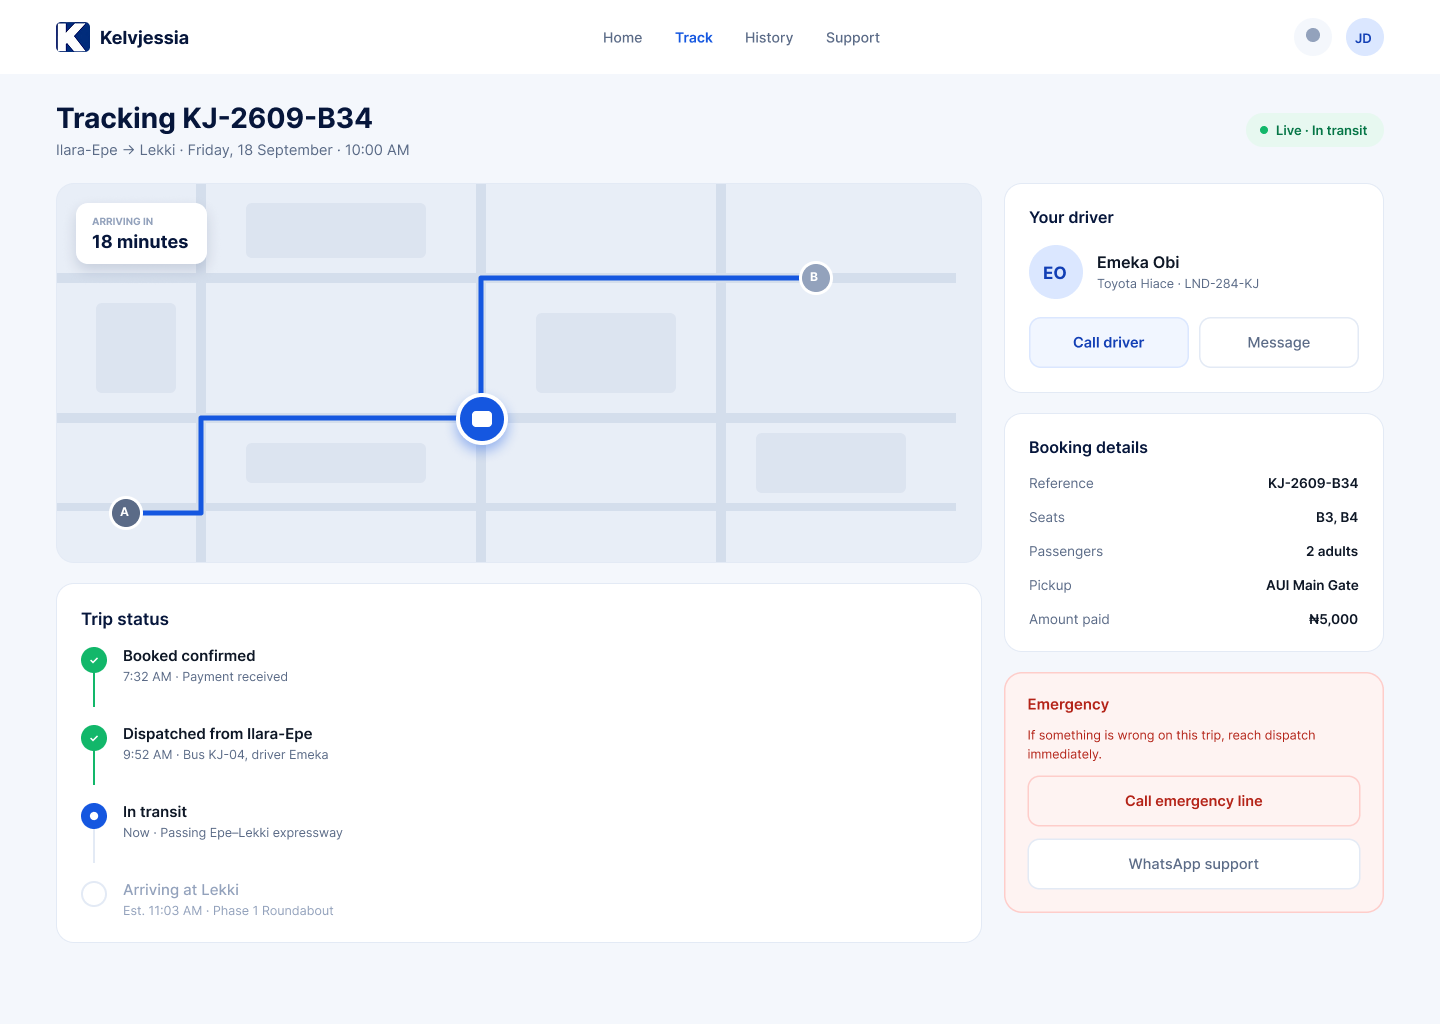 Kelvjessia
Home
Track
History
Support
JD
Tracking KJ-2609-B34
Ilara-Epe → Lekki · Friday, 18 September · 10:00 AM
Live · In transit
ARRIVING IN
18 minutes
B
A
Trip status
Booked confirmed
7:32 AM · Payment received
Dispatched from Ilara-Epe
9:52 AM · Bus KJ-04, driver Emeka
In transit
Now · Passing Epe–Lekki expressway
Arriving at Lekki
Est. 11:03 AM · Phase 1 Roundabout
Your driver
EO
Emeka Obi
Toyota Hiace · LND-284-KJ
Call driver
Message
Booking details
Reference KJ-2609-B34
Seats B3, B4
Passengers 2 adults
Pickup AUI Main Gate
Amount paid ₦5,000
Emergency
If something is wrong on this trip, reach dispatch
immediately.
Call emergency line
WhatsApp support